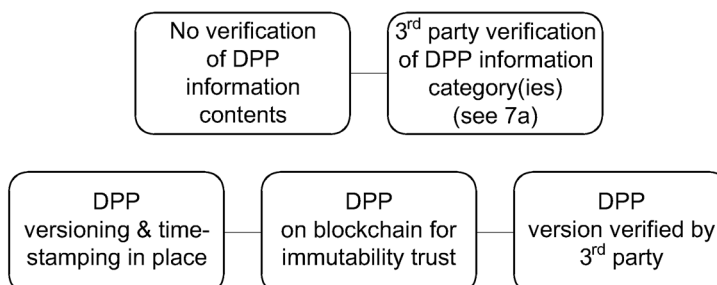 No verification
of DPP
information
contents
3rd party verification
of DPP information
category(ies)
(see 7a)
DPP
versioning & time-
stamping in place
DPP
on blockchain for
immutability trust
DPP
version verified by
3rd party